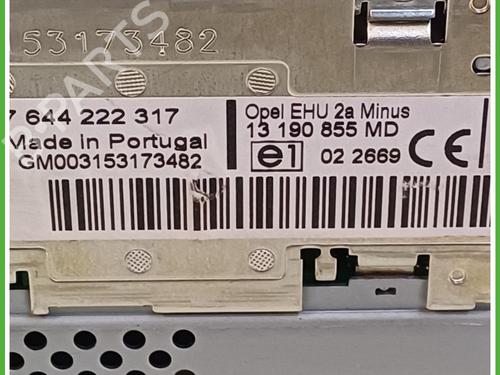 53173482
PARTS
7 644 222 317
Made in Portugal
GM003153173482
Opel EHU 2a Minus
13 190 855 MD
e1
02 2669
CE